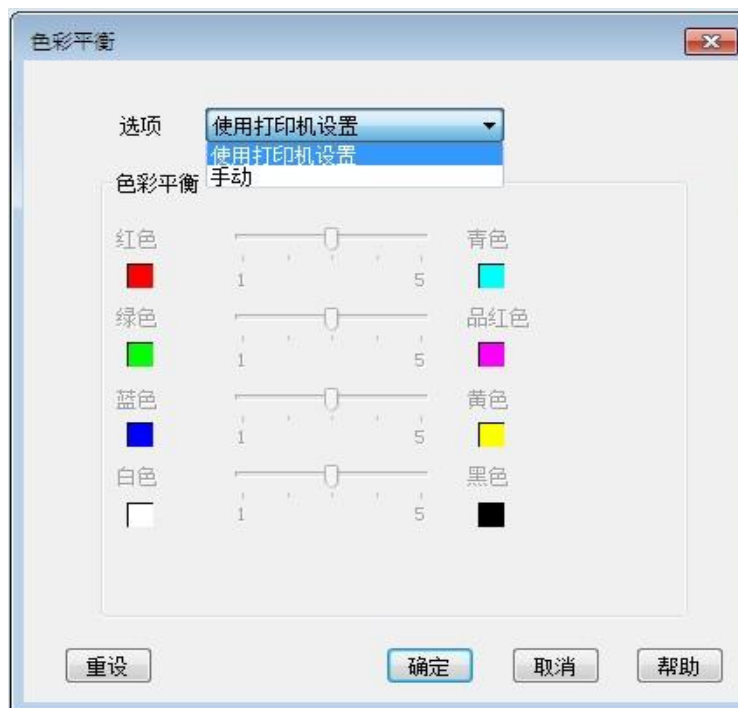 色彩平衡
选项 使用打印机设置
使用打印机设置
手动
色彩平衡
红色 青色
1 5
绿色 品红色
1 5
蓝色 黄色
1 5
白色 黑色
1 5
重设 确定 取消 帮助